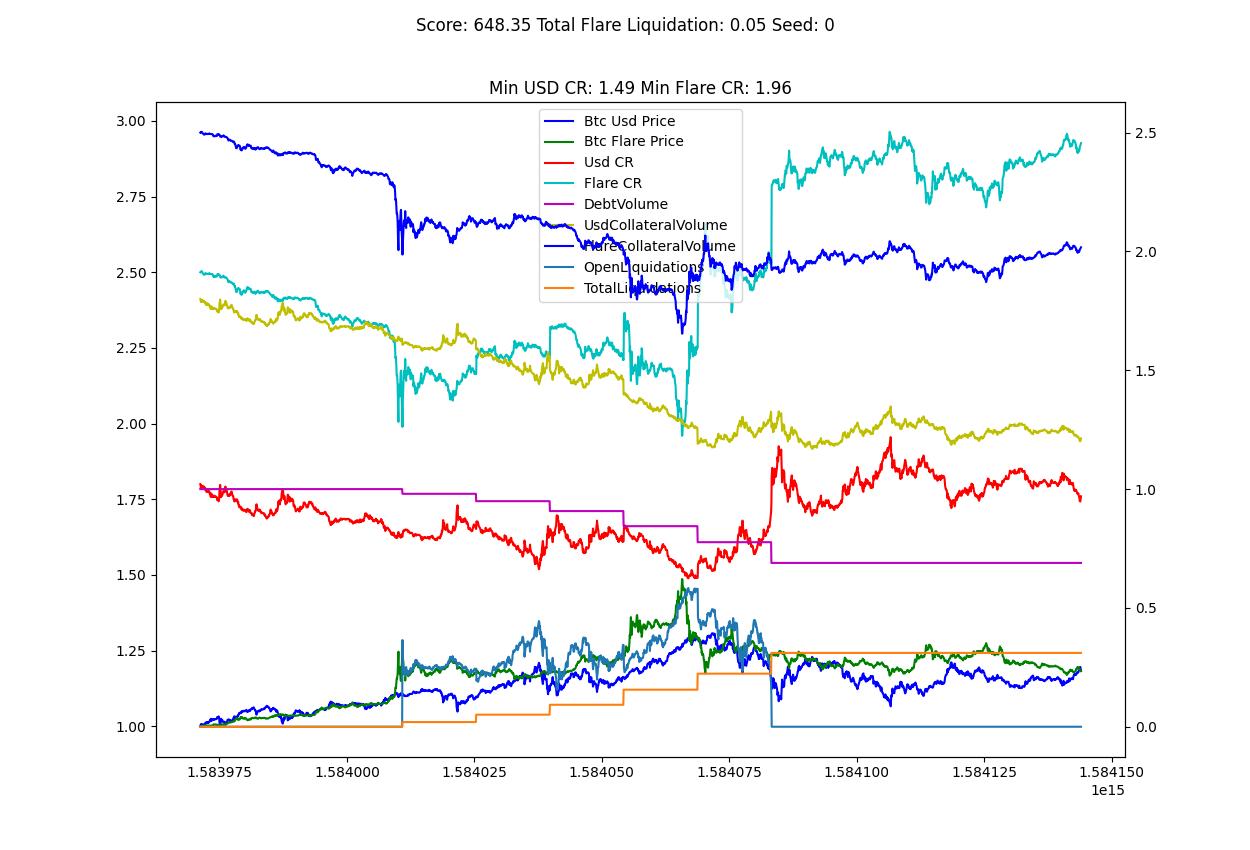 Score: 648.35 Total Flare Liquidation: 0.05 Seed: 0
Min USD CR: 1.49 Min Flare CR: 1.96
Btc Usd Price
Btc Flare Price
Usd CR
Flare CR
DebtVolume
UsdCollateralVolume
FlareCollateralVolume
OpenLiquidations
TotalLiquidations
3.00
2.75
2.50
2.25
2.00
1.75
1.50
1.25
1.00
2.5
2.0
1.5
1.0
0.5
0.0
1.583975 1.584000 1.584025 1.584050 1.584075 1.584100 1.584125 1.584150
1e15